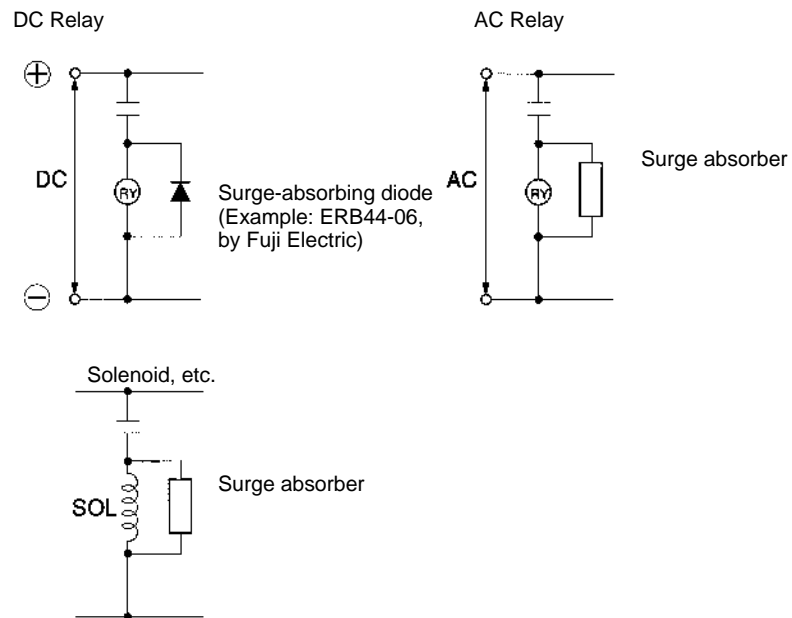 DC Relay
AC Relay
DC
RY
Surge-absorbing diode
(Example: ERB44-06,
by Fuji Electric)
AC
RY
Surge absorber
Solenoid, etc.
SOL
Surge absorber